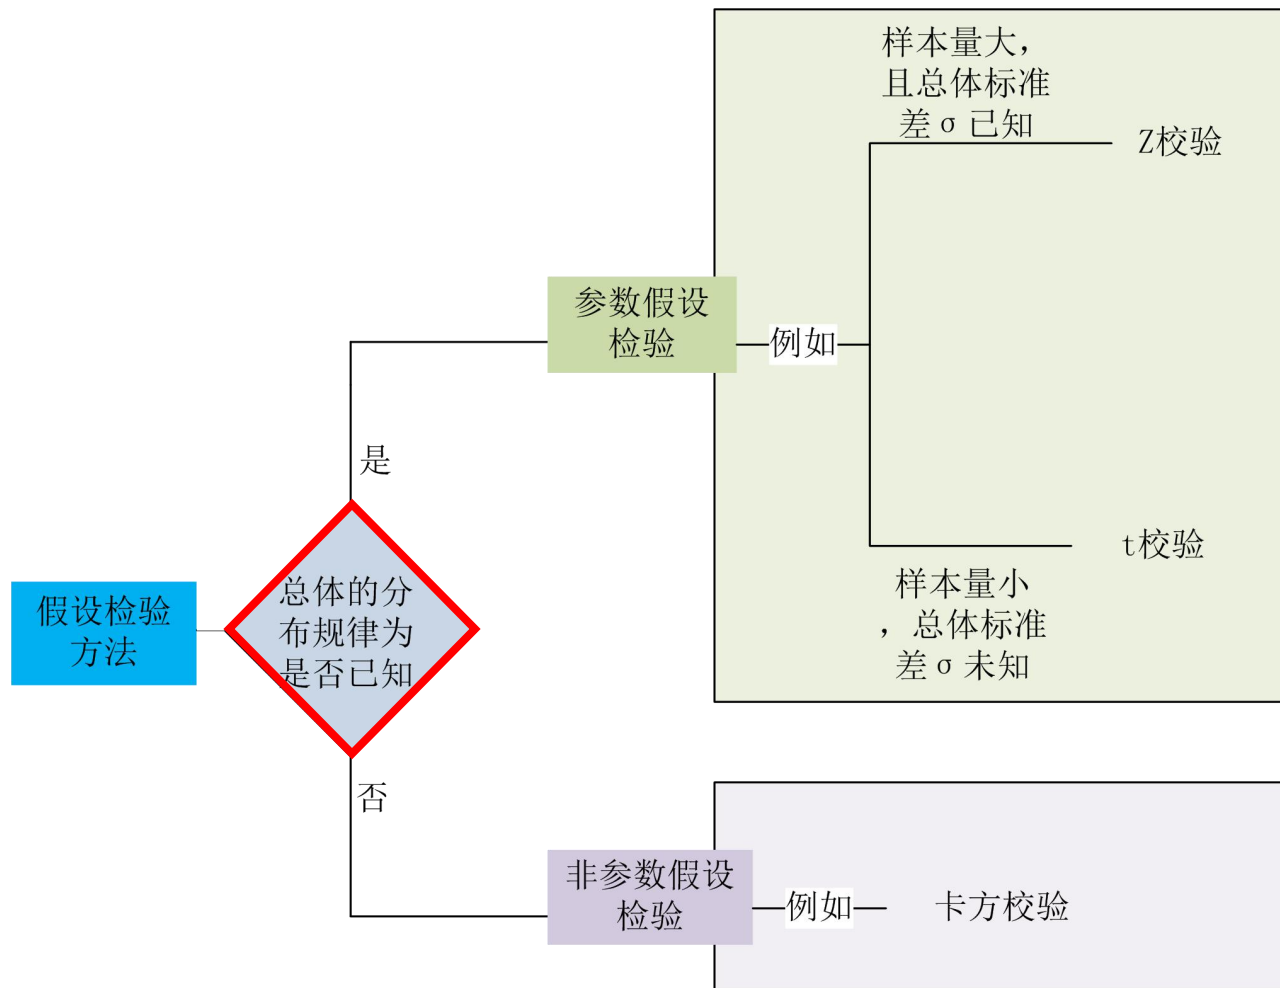 样本量大，
且总体标准
差σ已知
Z校验
参数假设
检验
例如
是
t校验
样本量小
，总体标准
差σ未知
总体的分
布规律为
是否已知
假设检验
方法
否
非参数假设
检验
例如
卡方校验